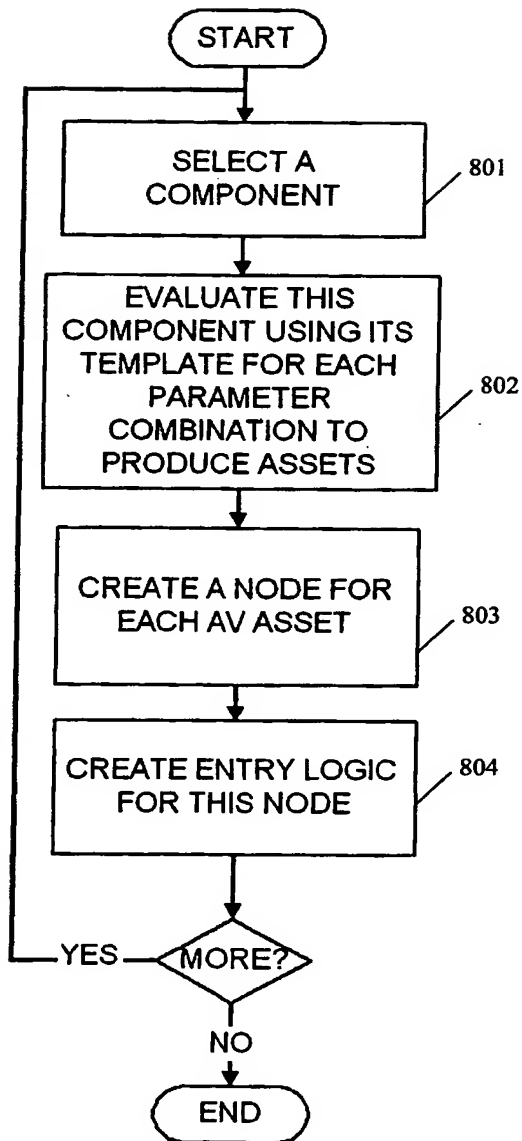 START
SELECT A
COMPONENT
801
EVALUATE THIS
COMPONENT USING ITS
TEMPLATE FOR EACH
PARAMETER
COMBINATION TO
PRODUCE ASSETS
802
CREATE A NODE FOR
EACH AV ASSET
803
CREATE ENTRY LOGIC
FOR THIS NODE
804
MORE?
YES
NO
END